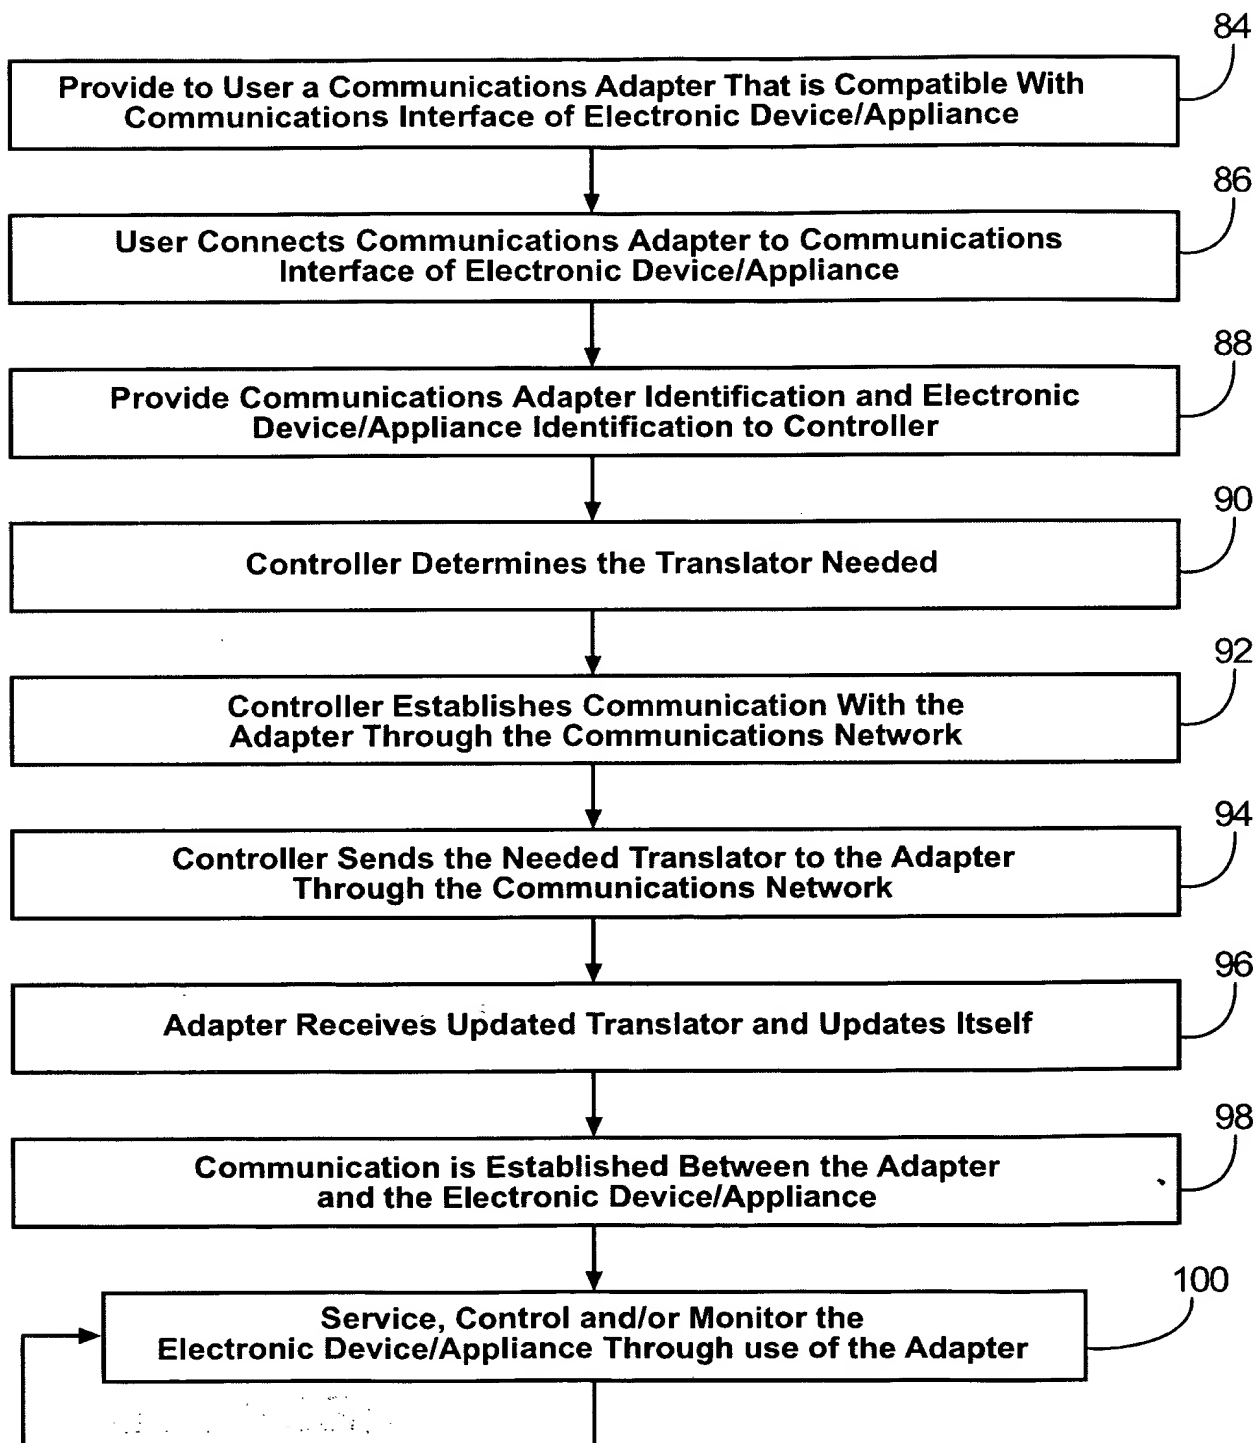 84
Provide to User a Communications Adapter That is Compatible With
Communications Interface of Electronic Device/Appliance
86
User Connects Communications Adapter to Communications
Interface of Electronic Device/Appliance
88
Provide Communications Adapter Identification and Electronic
Device/Appliance Identification to Controller
90
Controller Determines the Translator Needed
92
Controller Establishes Communication With the
Adapter Through the Communications Network
94
Controller Sends the Needed Translator to the Adapter
Through the Communications Network
96
Adapter Receives Updated Translator and Updates Itself
98
Communication is Established Between the Adapter
and the Electronic Device/Appliance
100
Service, Control and/or Monitor the
Electronic Device/Appliance Through use of the Adapter